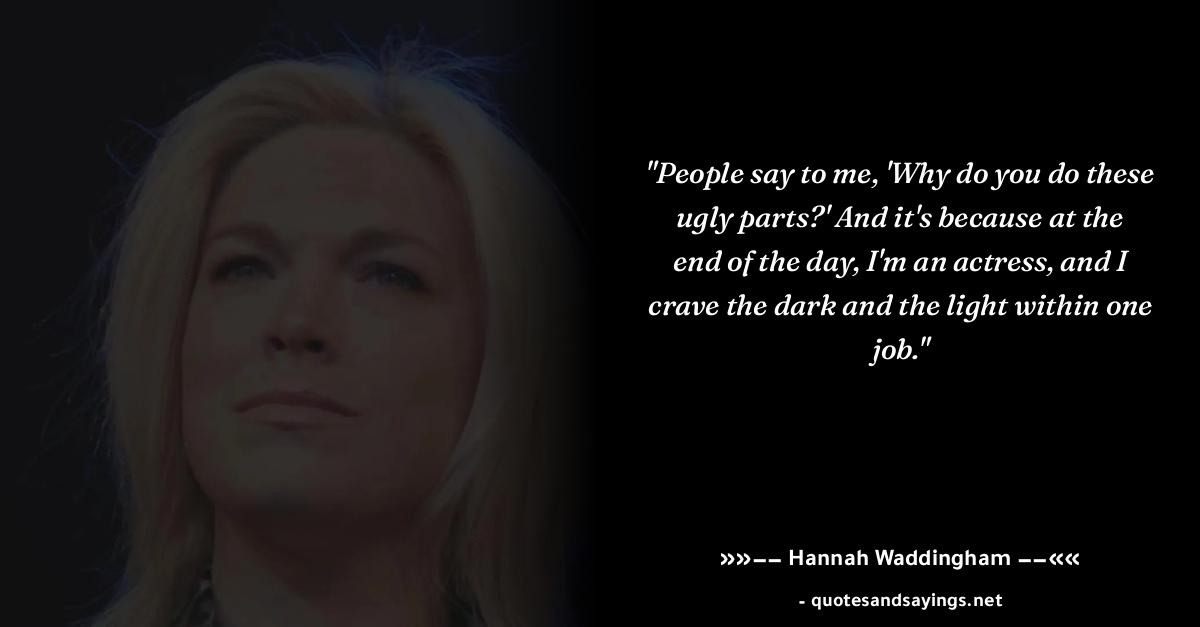 "People say to me, 'Why do you do these
ugly parts?' And it's because at the
end of the day, I'm an actress, and I
crave the dark and the light within one
job."
»»–– Hannah Waddingham ––««
- quotesandsayings.net